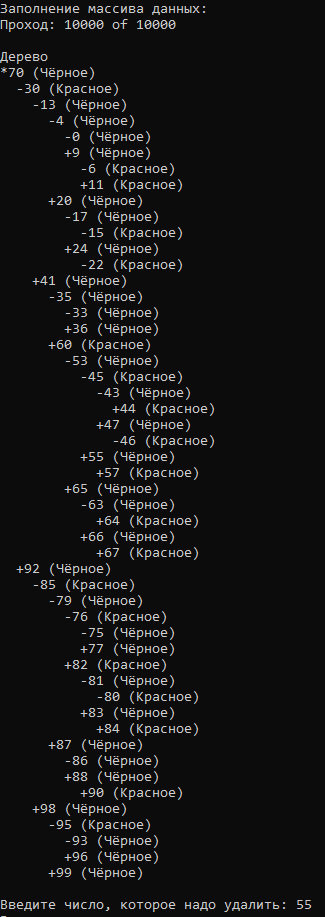 Заполнение массива данных:
Проход: 10000 of 10000

Дерево
*70 (Чёрное)
  -30 (Красное)
    -13 (Чёрное)
      -4 (Чёрное)
        -0 (Чёрное)
        +9 (Чёрное)
          -6 (Красное)
          +11 (Красное)
      +20 (Чёрное)
        -17 (Чёрное)
          -15 (Красное)
        +24 (Чёрное)
          -22 (Красное)
    +41 (Чёрное)
      -35 (Чёрное)
        -33 (Чёрное)
        +36 (Чёрное)
      +60 (Красное)
        -53 (Чёрное)
          -45 (Красное)
            -43 (Чёрное)
              +44 (Красное)
            +47 (Чёрное)
              -46 (Красное)
          +55 (Чёрное)
            +57 (Красное)
        +65 (Чёрное)
          -63 (Чёрное)
            +64 (Красное)
          +66 (Чёрное)
            +67 (Красное)
  +92 (Чёрное)
    -85 (Красное)
      -79 (Чёрное)
        -76 (Красное)
          -75 (Чёрное)
          +77 (Чёрное)
        +82 (Красное)
          -81 (Чёрное)
            -80 (Красное)
          +83 (Чёрное)
            +84 (Красное)
      +87 (Чёрное)
        -86 (Чёрное)
        +88 (Чёрное)
          +90 (Красное)
    +98 (Чёрное)
      -95 (Красное)
        -93 (Чёрное)
        +96 (Чёрное)
      +99 (Чёрное)

Введите число, которое надо удалить: 55